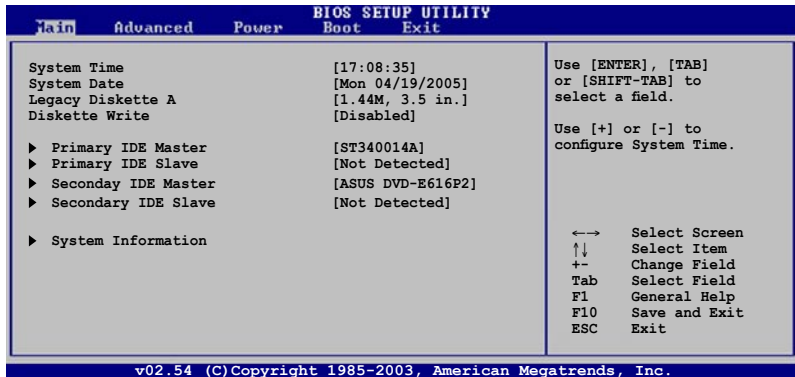 BIOS SETUP UTILITY
Main Advanced Power Boot Exit
System Time [17:08:35]
System Date [Mon 04/19/2005]
Legacy Diskette A [1.44M, 3.5 in.]
Diskette Write [Disabled]
Primary IDE Master [ST340014A]
Primary IDE Slave [Not Detected]
Seconday IDE Master [ASUS DVD-E616P2]
Secondary IDE Slave [Not Detected]
System Information
Use [ENTER], [TAB]
or [SHIFT-TAB] to
select a field.
Use [+] or [-] to
configure System Time.
←→ Select Screen
↑↓ Select Item
+- Change Field
Tab Select Field
F1 General Help
F10 Save and Exit
ESC Exit
v02.54 (C)Copyright 1985-2003, American Megatrends, Inc.